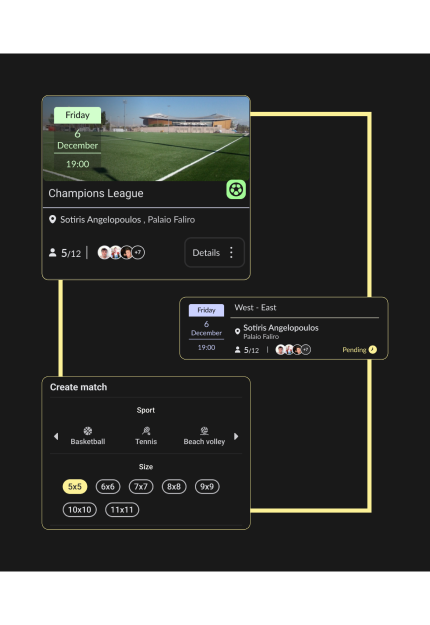 Friday
6
December
19:00
Champions League
Sotiris Angelopoulos , Palaio Faliro
5/12
+7
Details
Friday
6
December
19:00
West - East
Sotiris Angelopoulos
Palaio Faliro
5/12
+7
Pending
Create match
Sport
Basketball Tennis Beach volley
Size
5x5 6x6 7x7 8x8 9x9
10x10 11x11